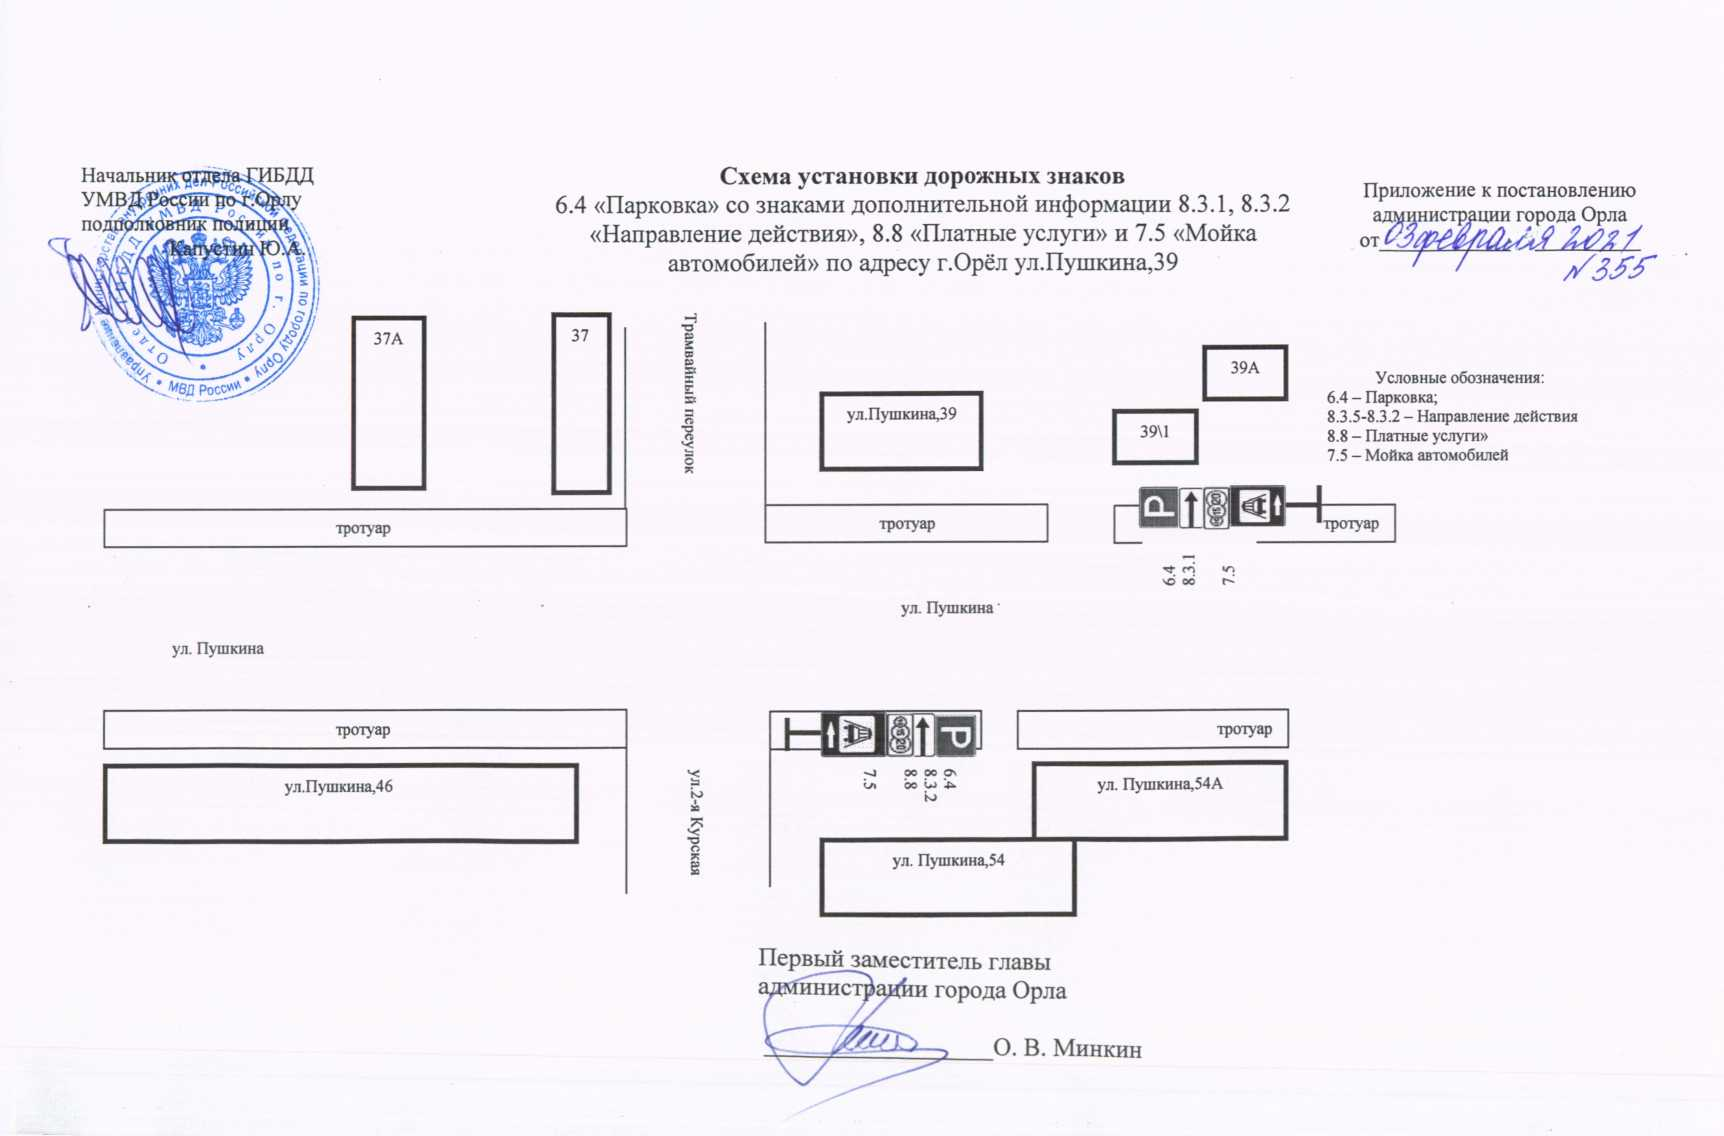 Начальник отдела ГИБДД
УМВД России по г.Орлу
подполковник полиции
Капустин Ю.А.
Схема установки дорожных знаков
6.4 «Парковка» со знаками дополнительной информации 8.3.1, 8.3.2
«Направление действия», 8.8 «Платные услуги» и 7.5 «Мойка
автомобилей» по адресу г.Орёл ул.Пушкина,39
Приложение к постановлению
администрации города Орла
от 03 февраля 2021
N 355
МВД России
37А
37
Трамвайный переулок
ул.Пушкина,39
39А
39\1
Условные обозначения:
6.4 – Парковка;
8.3.5-8.3.2 – Направление действия
8.8 – Платные услуги»
7.5 – Мойка автомобилей
тротуар
тротуар
P
тротуар
6.4
8.3.1
7.5
ул. Пушкина
ул. Пушкина
тротуар
P
тротуар
7.5
8.8
8.3.2
6.4
ул.Пушкина,46
ул.2-я Курская
ул. Пушкина,54А
ул. Пушкина,54
Первый заместитель главы
администрации города Орла
О. В. Минкин